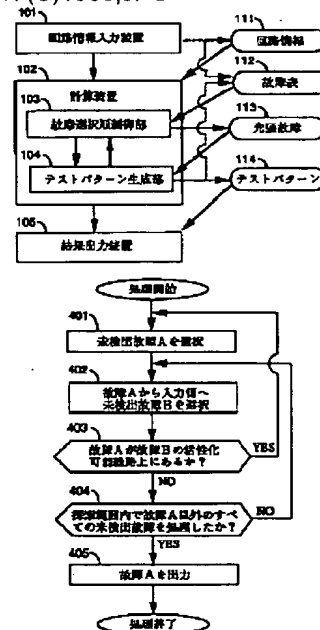 101
回路情報入力装置
111
回路情報
102
計算装置
112
故障表
103
故障選択順制御部
113
104
テストパターン生成部
114
テストパターン
105
結果出力装置
処理開始
401
未検出故障Aを選択
402
故障Aから入力側へ
未検出故障Bを選択
403
故障Aが故障Bの活性化
可能経路上にあるか?
YES
NO
404
探索範囲内で故障A以外のすべ
ての未検出故障を処理したか?
NO
YES
405
故障Aを出力
処理終了